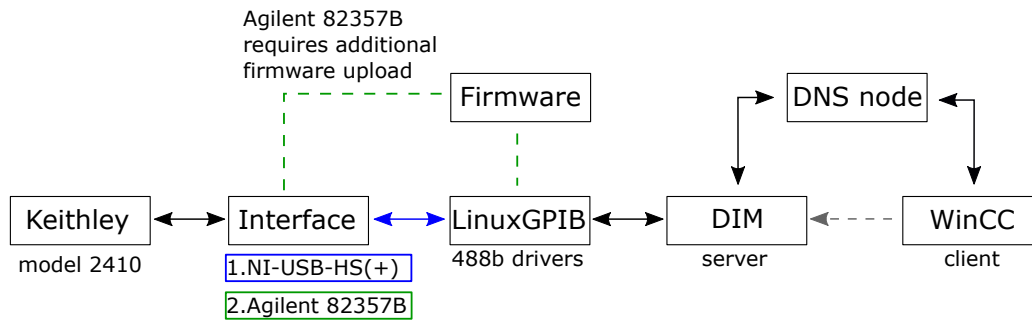 Agilent 82357B
requires additional
firmware upload
Firmware
DNS node
Keithley
Interface
LinuxGPIB
DIM
WinCC
model 2410
1.NI-USB-HS(+)
2.Agilent 82357B
488b drivers
server
client